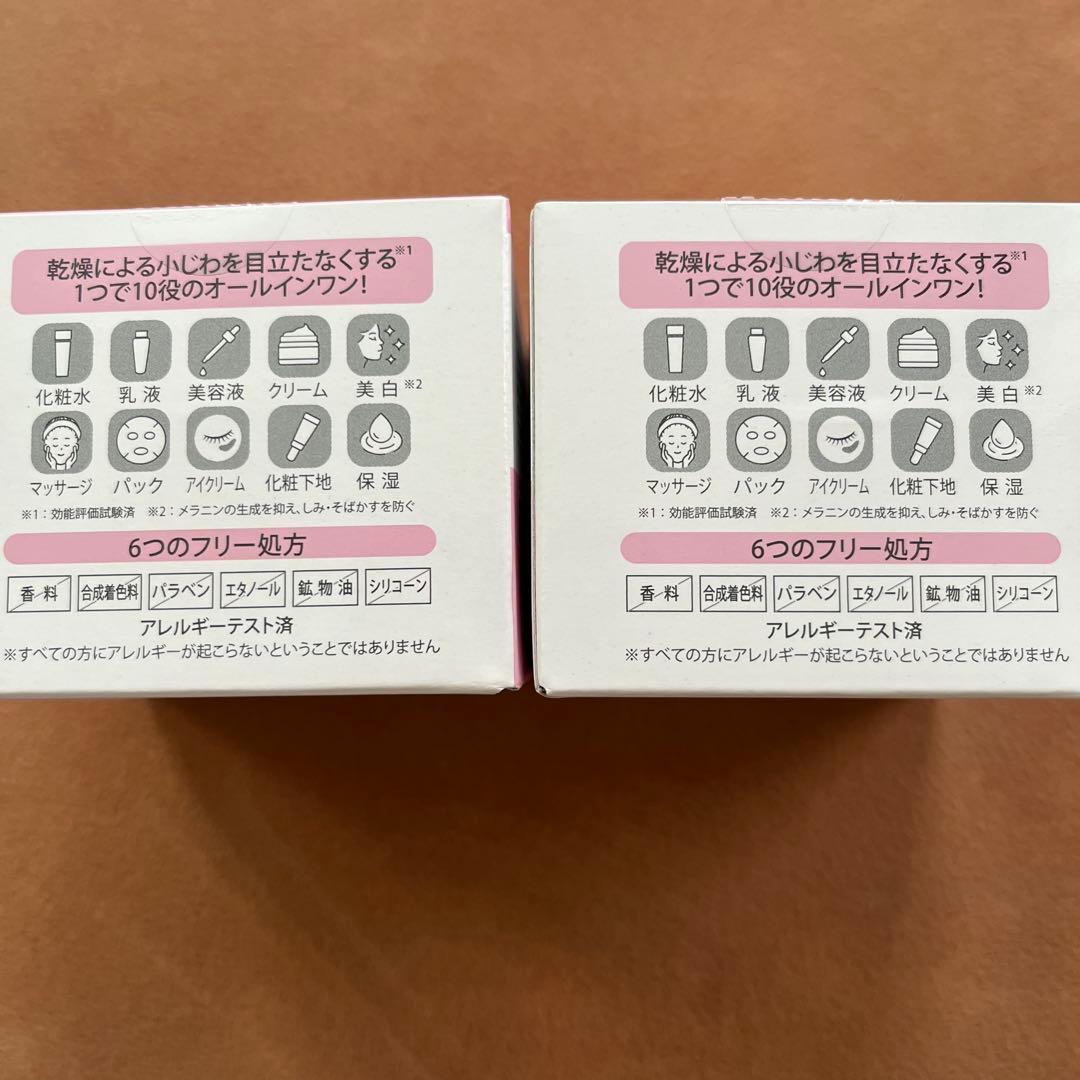 乾燥による小じわを目立たなくする※1
1つで10役のオールインワン!
化粧水 乳液 美容液 クリーム 美白※2
マッサージ パック アイクリーム 化粧下地 保湿
※1：効能評価試験済 ※2：メラニンの生成を抑え、しみ・そばかすを防ぐ
6つのフリー処方
香料 合成着色料 パラベン エタノール 鉱物油 シリコーン
アレルギーテスト済
※すべての方にアレルギーが起こらないということではありません
乾燥による小じわを目立たなくする※1
1つで10役のオールインワン!
化粧水 乳液 美容液 クリーム 美白※2
マッサージ パック アイクリーム 化粧下地 保湿
※1：効能評価試験済 ※2：メラニンの生成を抑え、しみ・そばかすを防ぐ
6つのフリー処方
香料 合成着色料 パラベン エタノール 鉱物油 シリコーン
アレルギーテスト済
※すべての方にアレルギーが起こらないということではありません